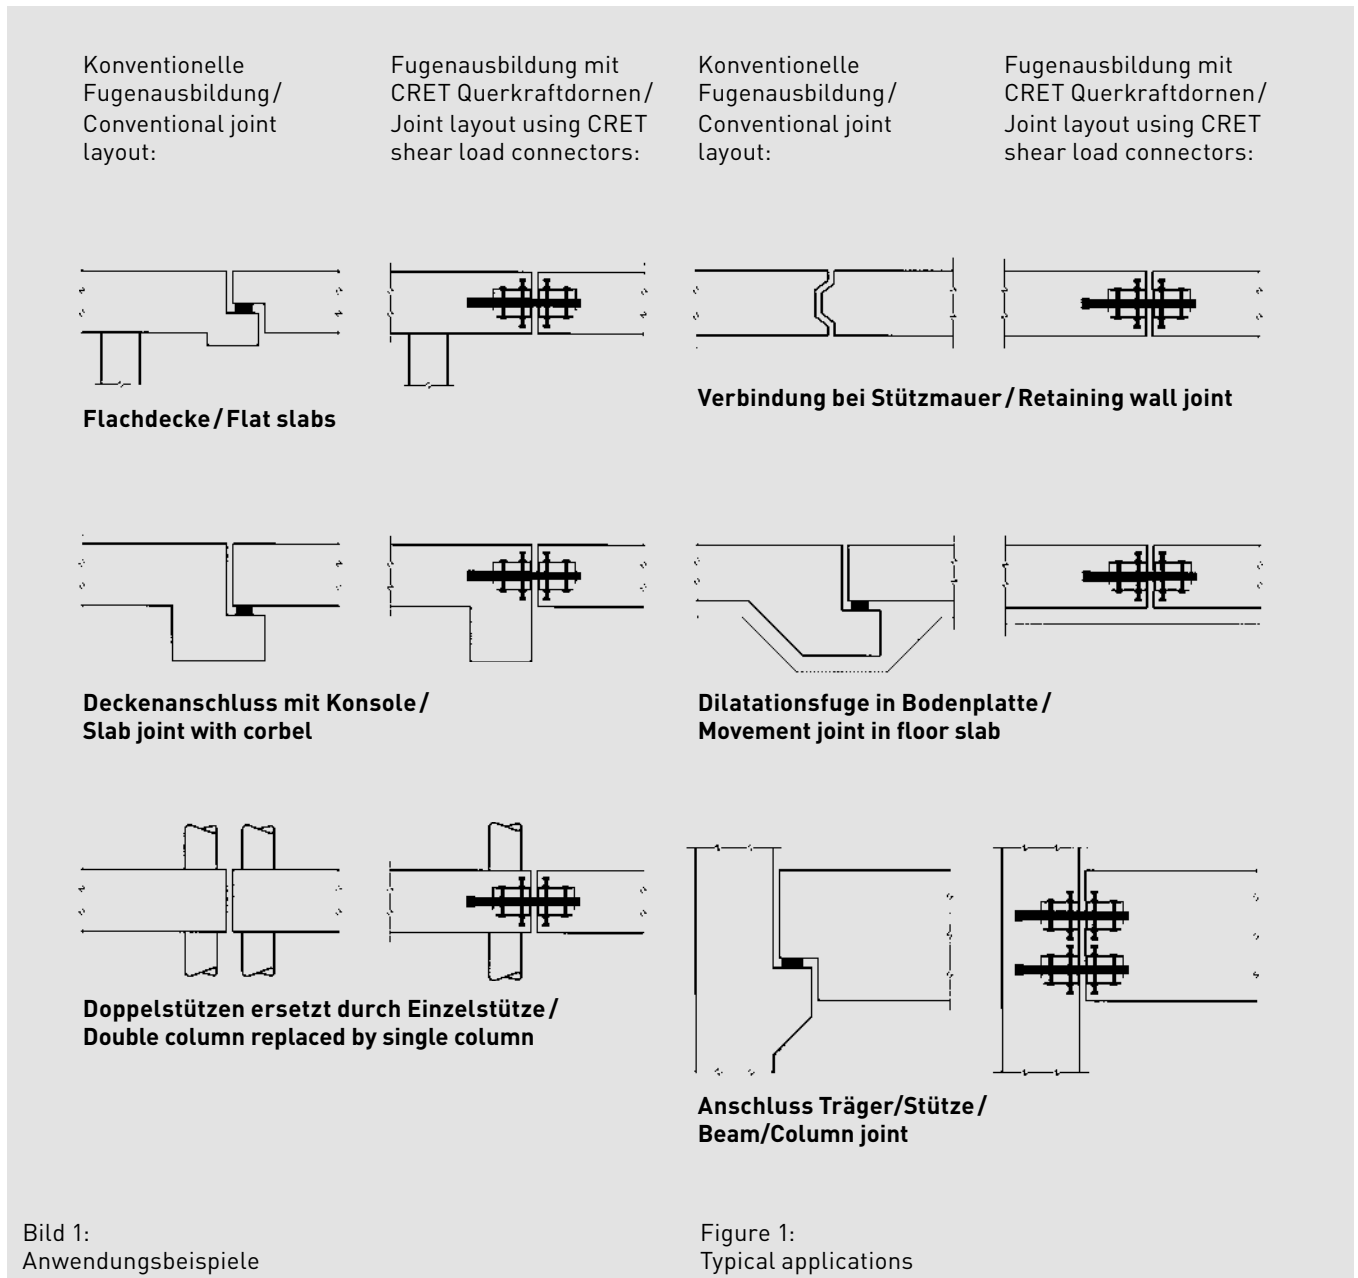 Konventionelle
Fugenausbildung/
Conventional joint
layout:
Fugenausbildung mit
CRET Querkraftdornen/
Joint layout using CRET
shear load connectors:
Konventionelle
Fugenausbildung/
Conventional joint
layout:
Fugenausbildung mit
CRET Querkraftdornen/
Joint layout using CRET
shear load connectors:
Flachdecke/Flat slabs
Verbindung bei Stützmauer/Retaining wall joint
Deckenanschluss mit Konsole/
Slab joint with corbel
Dilatationsfuge in Bodenplatte/
Movement joint in floor slab
Doppelstützen ersetzt durch Einzelstütze/
Double column replaced by single column
Anschluss Träger/Stütze/
Beam/Column joint
Bild 1:
Anwendungsbeispiele
Figure 1:
Typical applications